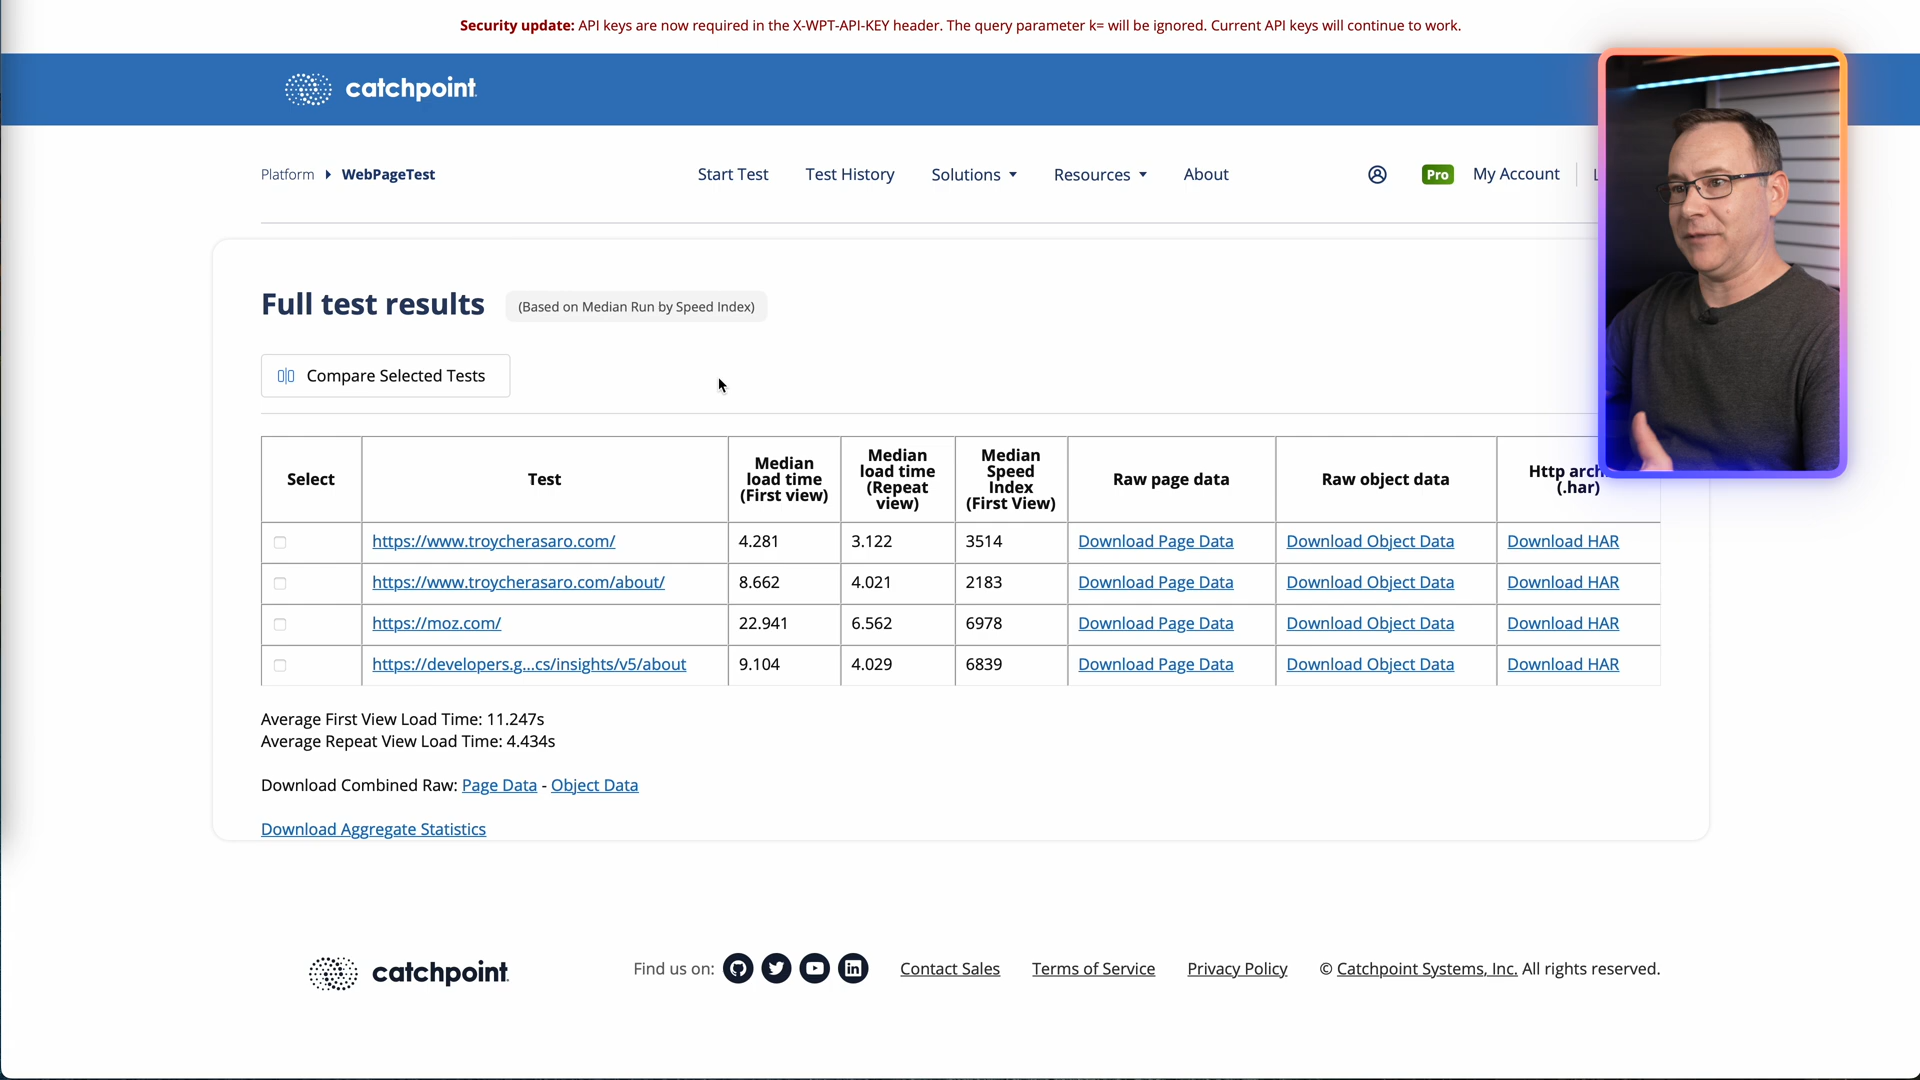 Security update: API keys are now required in the X-WPT-API-KEY header. The query parameter k= will be ignored. Current API keys will continue to work.
catchpoint.
Platform WebPageTest Start Test Test History Solutions Resources About Pro My Account
Full test results (Based on Median Run by Speed Index)
Compare Selected Tests
Select Test Median load time (First view) Median load time (Repeat view) Median Speed Index (First View) Raw page data Raw object data Http arch (.har)
https://www.troycherasaro.com/ 4.281 3.122 3514 Download Page Data Download Object Data Download HAR
https://www.troycherasaro.com/about/ 8.662 4.021 2183 Download Page Data Download Object Data Download HAR
https://moz.com/ 22.941 6.562 6978 Download Page Data Download Object Data Download HAR
https://developers.g...cs/insights/v5/about 9.104 4.029 6839 Download Page Data Download Object Data Download HAR
Average First View Load Time: 11.247s
Average Repeat View Load Time: 4.434s
Download Combined Raw: Page Data - Object Data
Download Aggregate Statistics
catchpoint. Find us on: Contact Sales Terms of Service Privacy Policy © Catchpoint Systems, Inc. All rights reserved.